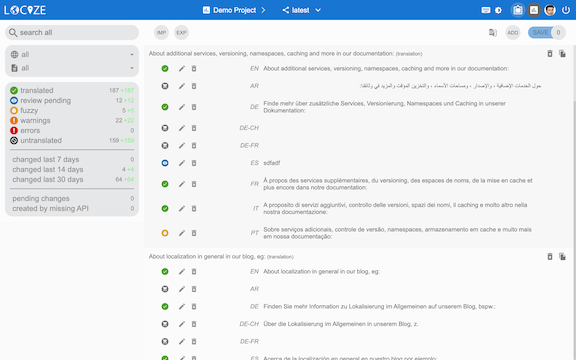 LOCIZE Demo Project latest
search all
IMP EXP ADD SAVE 0
all
all
translated 187 +187
review pending 12 +12
fuzzy 5 +5
warnings 22 +22
errors 0
untranslated 159 +159
changed last 7 days 0
changed last 14 days 4 +4
changed last 30 days 64 +64
pending changes 0
created by missing API 0
About additional services, versioning, namespaces, caching and more in our documentation: (translation)
EN About additional services, versioning, namespaces, caching and more in our documentation:
AR حول الخدمات الإضافية ، والإصدار ، ومساحات الأسماء ، والتخزين المؤقت والمزيد في وثائقنا:
DE Finde mehr über zusätzliche Services, Versionierung, Namespaces und Caching in unserer
Dokumentation:
DE-CH
DE-FR
ES sdfadf
FR À propos des services supplémentaires, du versioning, des espaces de noms, de la mise en cache et
plus encore dans notre documentation:
IT A proposito di servizi aggiuntivi, controllo delle versioni, spazi dei nomi, il caching e molto altro nella
nostra documentazione:
PT Sobre serviços adicionais, controle de versão, namespaces, armazenamento em cache e muito mais
em nossa documentação:
About localization in general in our blog, eg: (translation)
EN About localization in general in our blog, eg:
AR
DE Finden Sie mehr Information zu Lokalisierung im Allgemeinen auf unserem Blog, bspw.:
DE-CH Über die Lokalisierung im Allgemeinen in unserem Blog, z.
DE-FR
ES Acerca de la localización en general en nuestro blog por ejemplo: